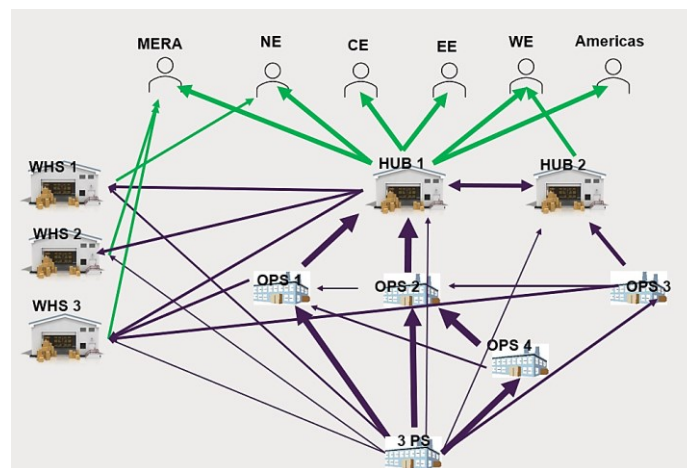 MERA
NE
CE
EE
WE
Americas
WHS 1
HUB 1
HUB 2
WHS 2
OPS 1
OPS 2
OPS 3
WHS 3
OPS 4
3 PS